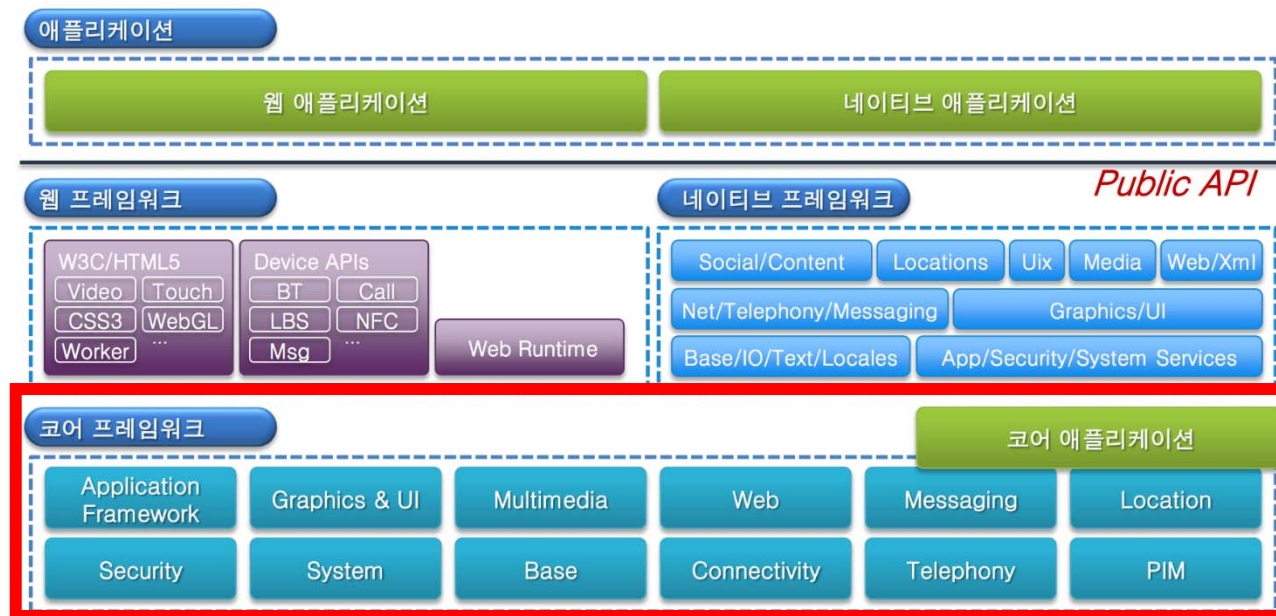 애플리케이션
웹 애플리케이션
네이티브 애플리케이션
Public API
웹 프레임워크
W3C/HTML5
Video
Touch
CSS3
WebGL
Worker
...
Device APIs
BT
Call
LBS
NFC
Msg
...
Web Runtime
네이티브 프레임워크
Social/Content
Locations
Uix
Media
Web/Xml
Net/Telephony/Messaging
Graphics/UI
Base/IO/Text/Locales
App/Security/System Services
코어 프레임워크
코어 애플리케이션
Application
Framework
Graphics & UI
Multimedia
Web
Messaging
Location
Security
System
Base
Connectivity
Telephony
PIM